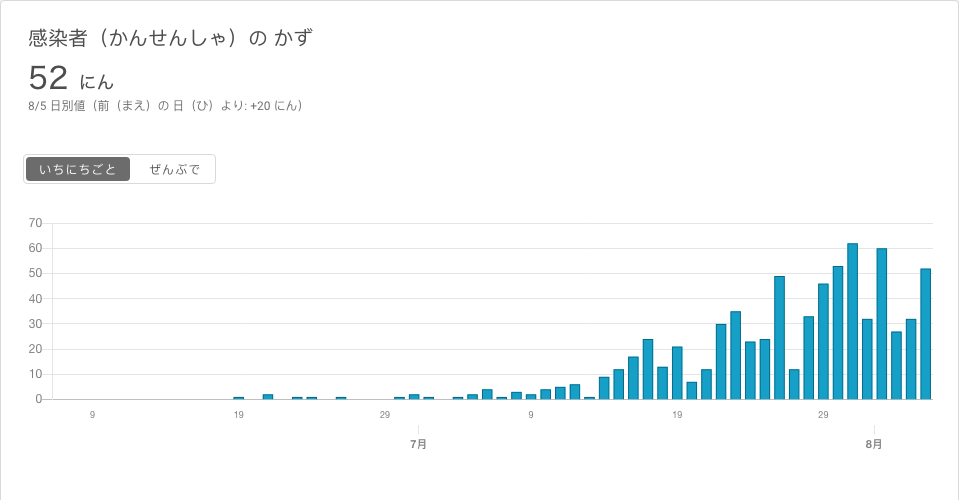 感染者（かんせんしゃ）の かず
52 にん
8/5 日別値（前（まえ）の 日（ひ）より: +20 にん）
いちにちごと ぜんぶで
70
60
50
40
30
20
10
0
9 19 29 9 19 29
7月 8月